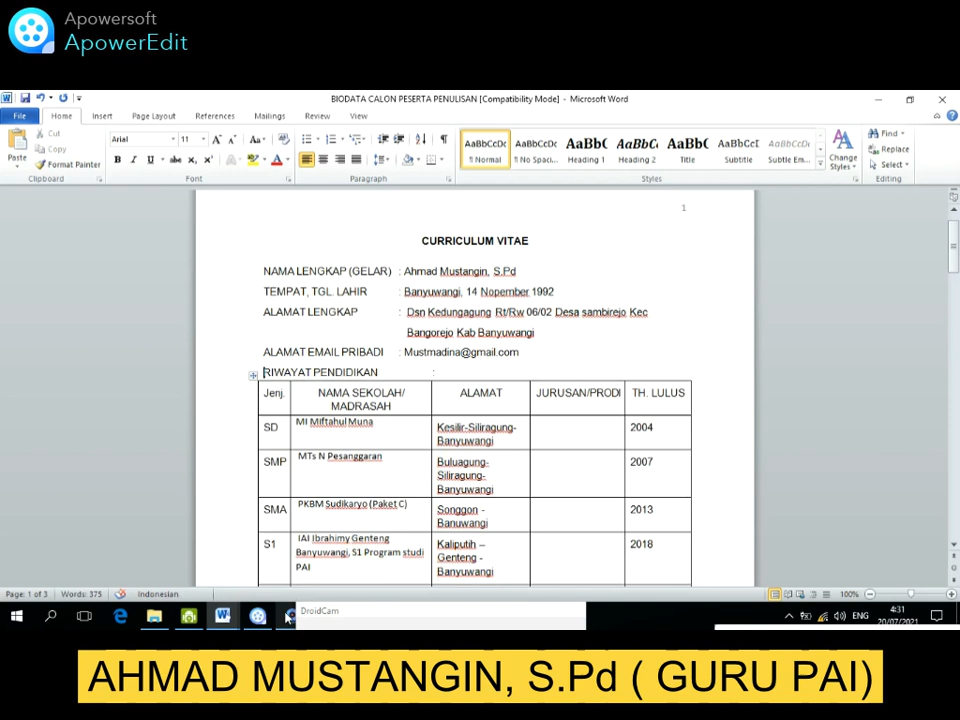 Apowersoft
ApowerEdit
BIODATA CALON PESERTA PENULISAN [Compatibility Mode] - Microsoft Word
File Home Insert Page Layout References Mailings Review View
Paste Cut Copy Format Painter
Arial 11
AaBbCcDc AaBbCcDc AaBbC AaBbCc AaBbC AaBbCcI AaBbCcDc
¶ Normal ¶ No Spaci... Heading 1 Heading 2 Title Subtitle Subtle Em...
Change Styles
Find Replace Select
Clipboard Font Paragraph Styles Editing
1
CURRICULUM VITAE
NAMA LENGKAP (GELAR) : Ahmad Mustangin, S.Pd
TEMPAT, TGL. LAHIR : Banyuwangi, 14 Nopember 1992
ALAMAT LENGKAP : Dsn Kedungagung Rt/Rw 06/02 Desa sambirejo Kec
Bangorejo Kab Banyuwangi
ALAMAT EMAIL PRIBADI : Mustmadina@gmail.com
RIWAYAT PENDIDIKAN :
Jenj. NAMA SEKOLAH/ MADRASAH ALAMAT JURUSAN/PRODI TH. LULUS
SD MI Miftahul Muna Kesilir-Siliragung- Banyuwangi 2004
SMP MTs N Pesanggaran Buluagung- Siliragung- Banyuwangi 2007
SMA PKBM Sudikaryo (Paket C) Songgon - Banuwangi 2013
S1 IAI Ibrahimy Genteng Banyuwangi, S1 Program studi PAI Kaliputih – Genteng - Banyuwangi 2018
Page: 1 of 3 Words: 375 Indonesian 100%
DroidCam
ENG 4:31
20/07/2021
AHMAD MUSTANGIN, S.Pd ( GURU PAI)